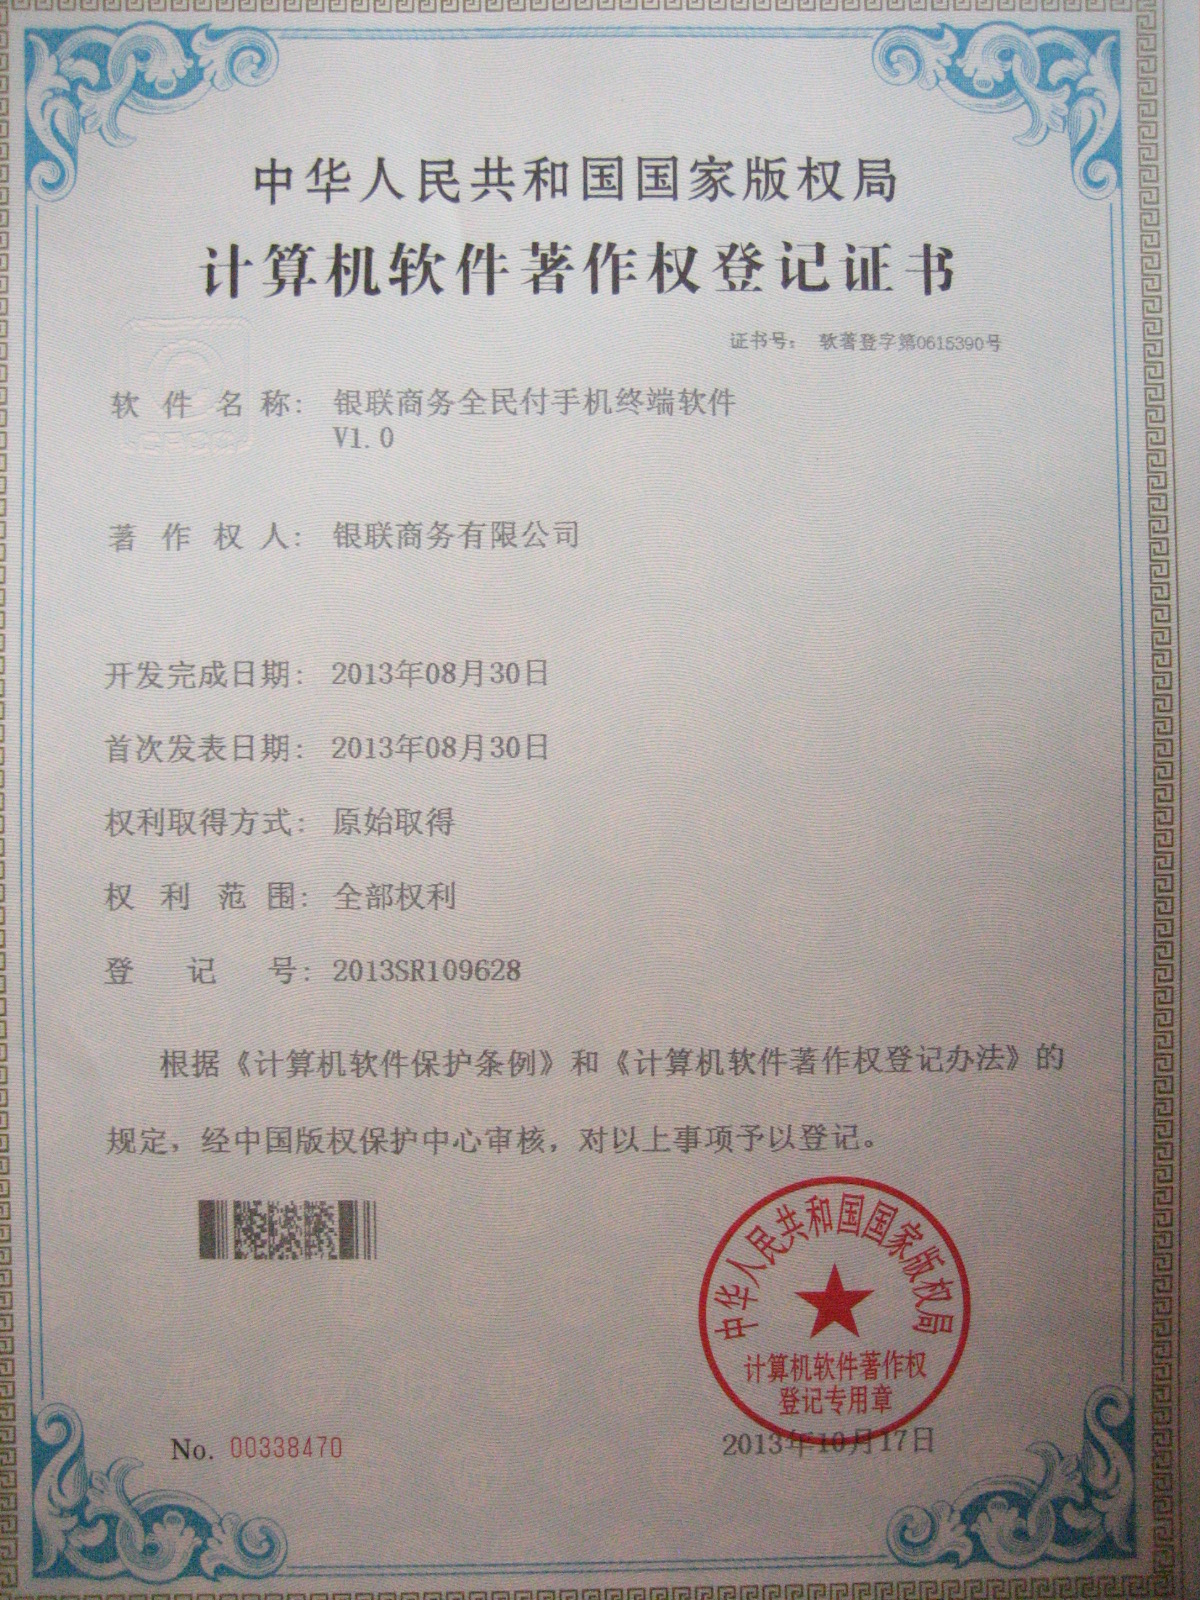 中华人民共和国国家版权局
计算机软件著作权登记证书
证书号： 软著登字第0615390号
软件名称： 银联商务全民付手机终端软件
V1.0
著作权人： 银联商务有限公司
开发完成日期： 2013年08月30日
首次发表日期： 2013年08月30日
权利取得方式： 原始取得
权利范围： 全部权利
登记号： 2013SR109628
根据《计算机软件保护条例》和《计算机软件著作权登记办法》的
规定，经中国版权保护中心审核，对以上事项予以登记。
中华人民共和国国家版权局
计算机软件著作权
登记专用章
No. 00338470
2013年10月17日